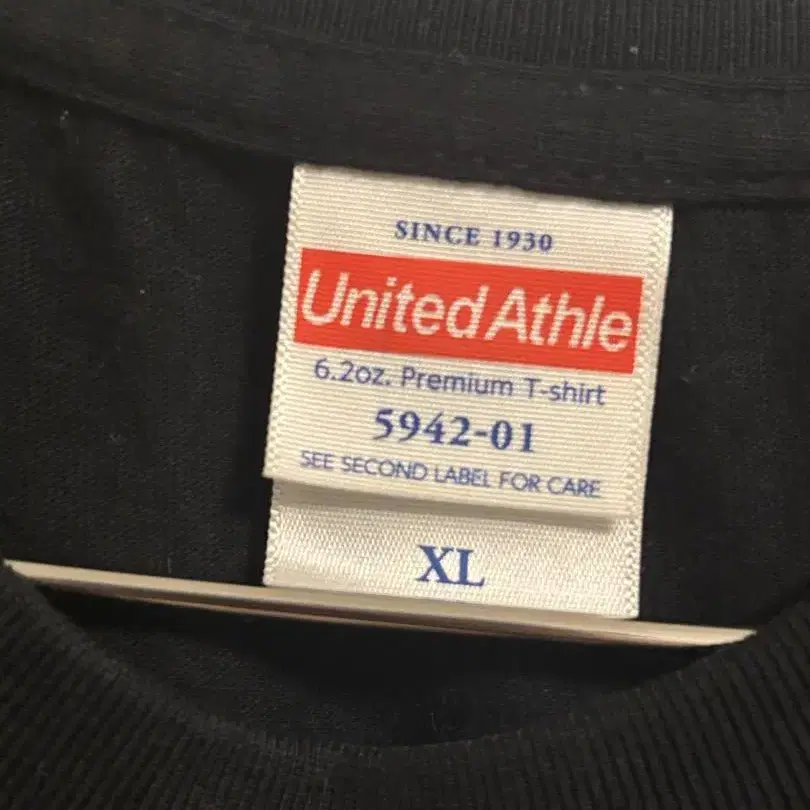 SINCE 1930
United Athle
6.2oz. Premium T-shirt
5942-01
SEE SECOND LABEL FOR CARE
XL